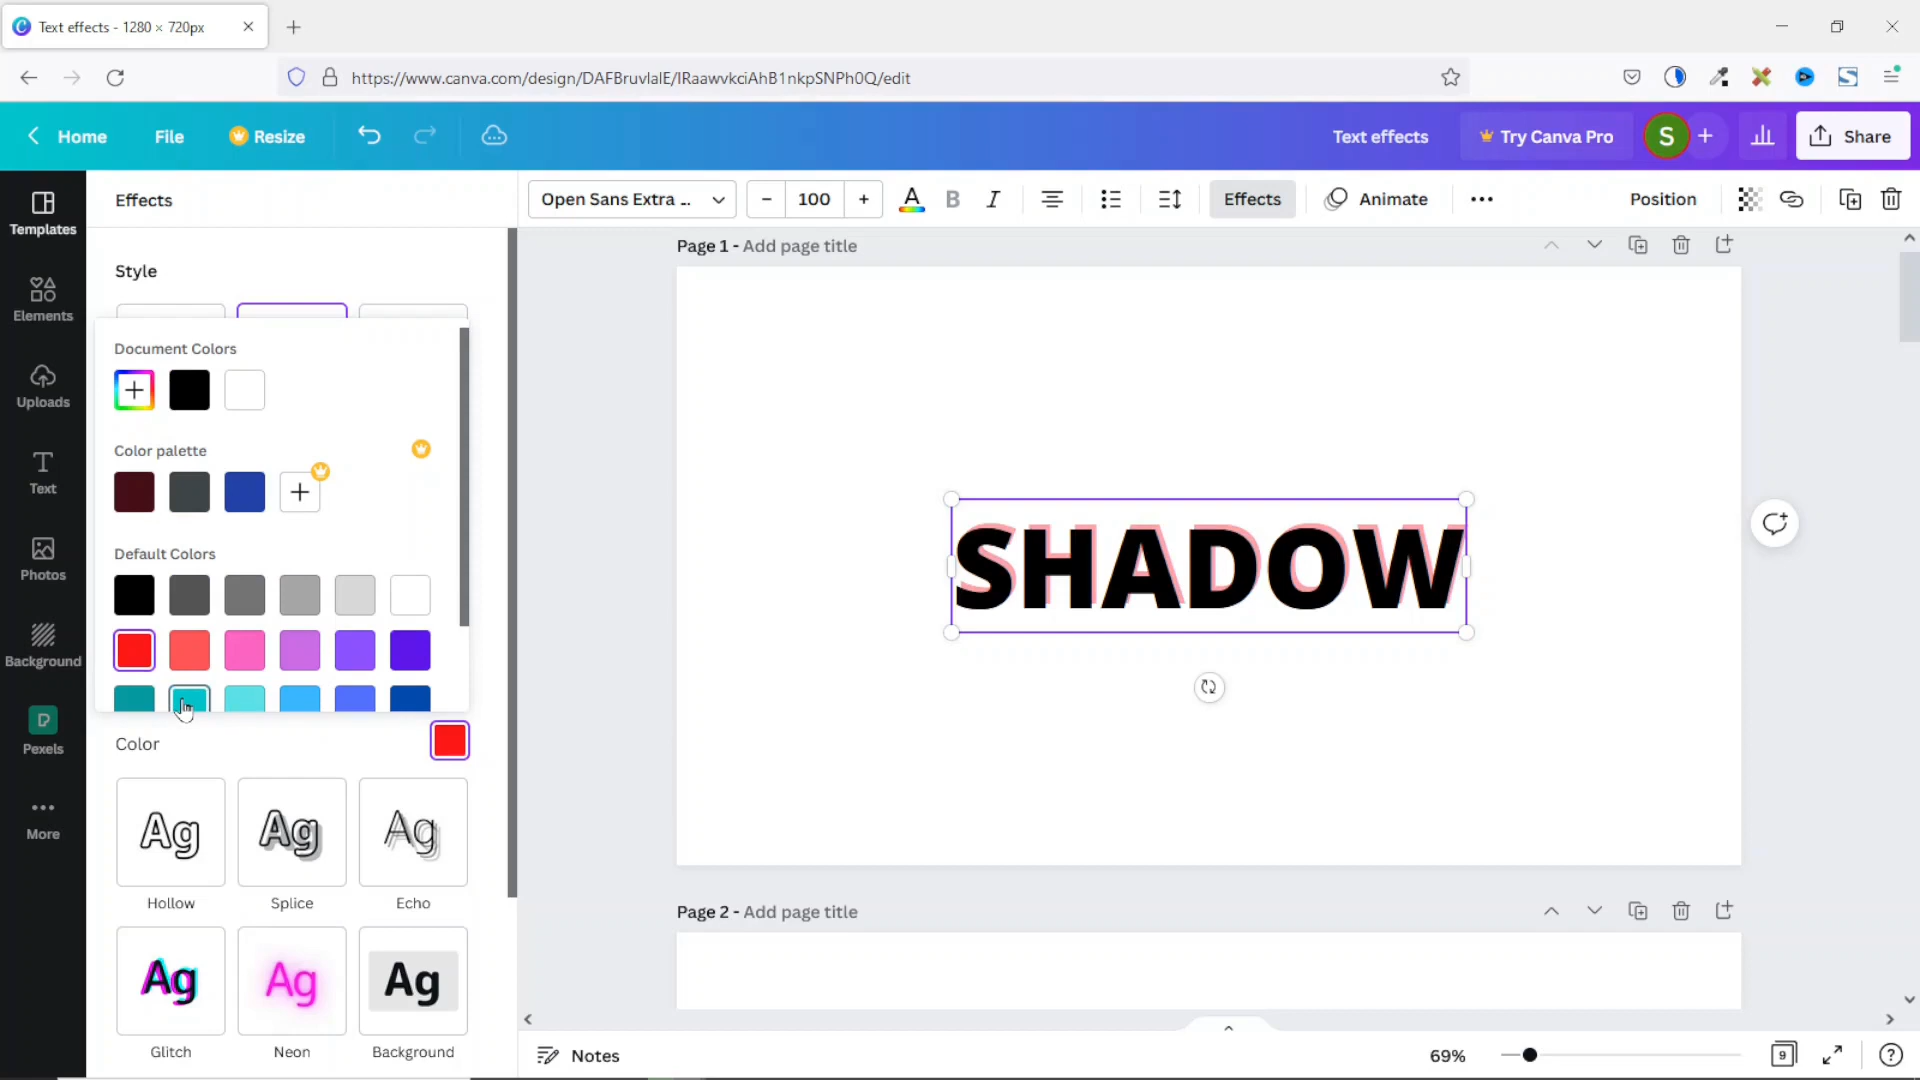 Text effects - 1280 × 720px
https://www.canva.com/design/DAFBruvlalE/IRaawvkciAhB1nkpSNPh0Q/edit
Home File Resize Text effects Try Canva Pro S Share
Effects
Open Sans Extra ... 100 A B I Effects Animate Position
Templates
Elements
Uploads
Text
Photos
Background
Pexels
More
Style
Document Colors
Color palette
Default Colors
Color
Ag Ag Ag
Hollow Splice Echo
Ag Ag Ag
Glitch Neon Background
Page 1 - Add page title
SHADOW
Page 2 - Add page title
Notes 69% 9